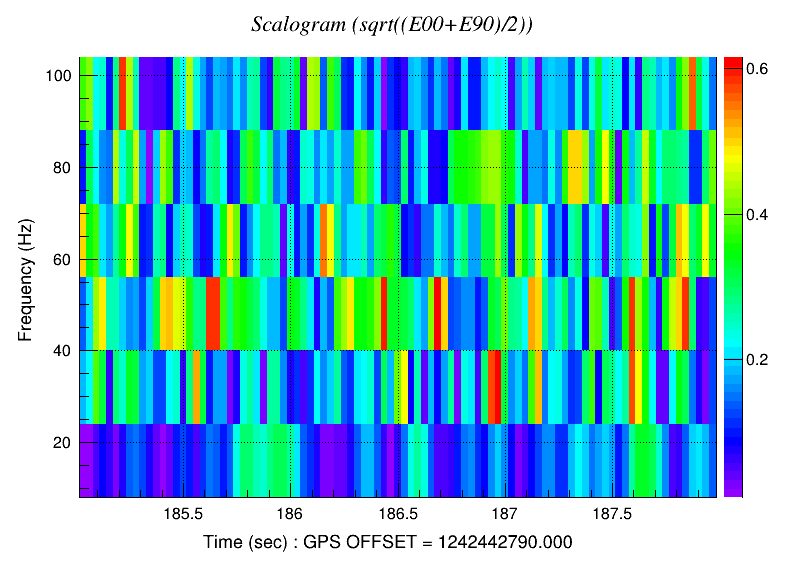 Scalogram (sqrt((E00+E90)/2))
Frequency (Hz)
100
80
60
40
20
0.6
0.4
0.2
185.5 186 186.5 187 187.5
Time (sec) : GPS OFFSET = 1242442790.000